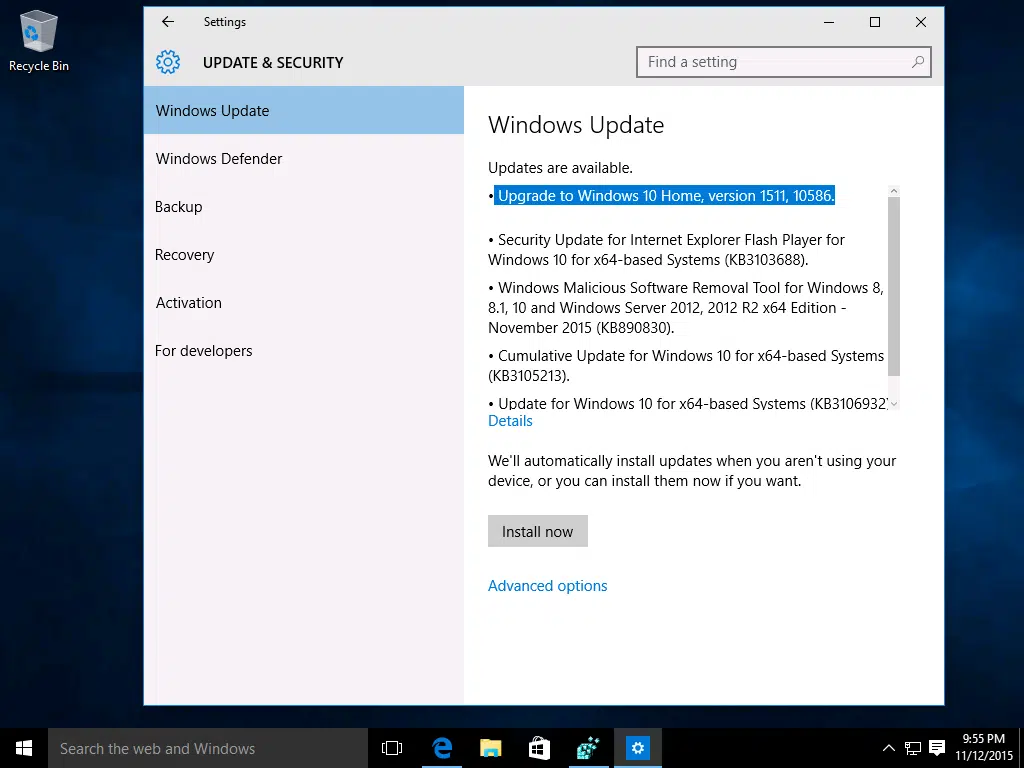 Recycle Bin
Settings
UPDATE & SECURITY
Find a setting
Windows Update
Windows Defender
Backup
Recovery
Activation
For developers
Windows Update
Updates are available.
• Upgrade to Windows 10 Home, version 1511, 10586.
• Security Update for Internet Explorer Flash Player for
Windows 10 for x64-based Systems (KB3103688).
• Windows Malicious Software Removal Tool for Windows 8,
8.1, 10 and Windows Server 2012, 2012 R2 x64 Edition -
November 2015 (KB890830).
• Cumulative Update for Windows 10 for x64-based Systems
(KB3105213).
• Update for Windows 10 for x64-based Systems (KB3106932)
Details
We'll automatically install updates when you aren't using your
device, or you can install them now if you want.
Install now
Advanced options
Search the web and Windows
9:55 PM
11/12/2015